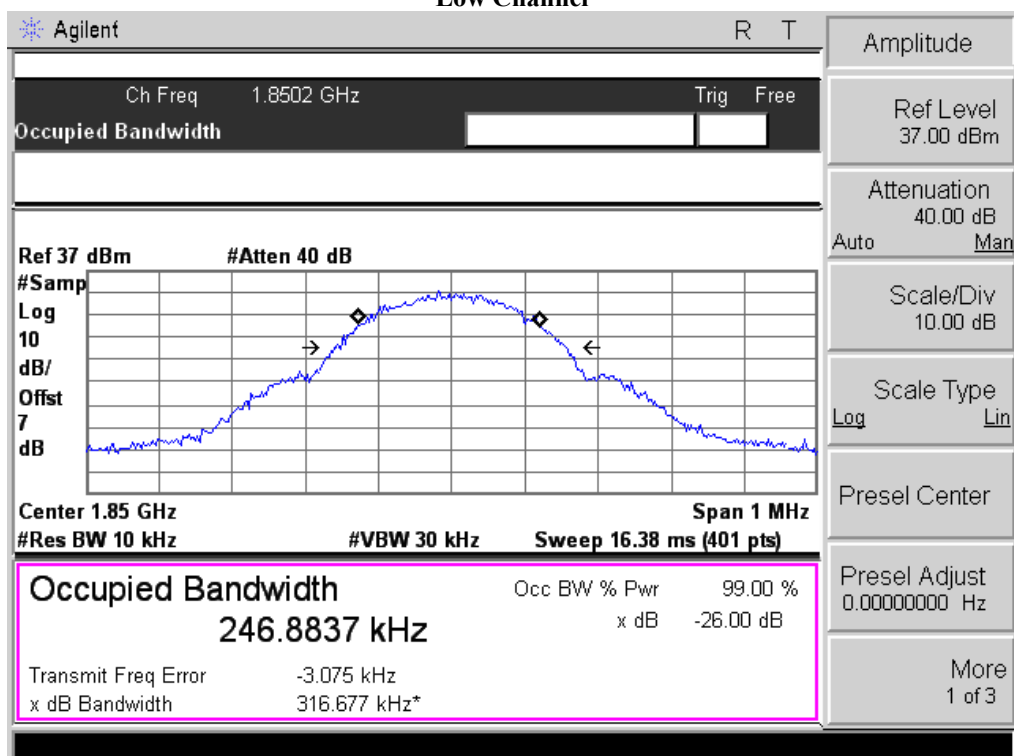 Low Channel
Agilent R T
Ch Freq 1.8502 GHz Trig Free
Occupied Bandwidth
Ref 37 dBm #Atten 40 dB
#Samp
Log
10
dB/
Offst
7
dB
Center 1.85 GHz Span 1 MHz
#Res BW 10 kHz #VBW 30 kHz Sweep 16.38 ms (401 pts)
Occupied Bandwidth
246.8837 kHz
Occ BW % Pwr 99.00 %
x dB -26.00 dB
Transmit Freq Error -3.075 kHz
x dB Bandwidth 316.677 kHz*
Amplitude
Ref Level
37.00 dBm
Attenuation
40.00 dB
Auto Man
Scale/Div
10.00 dB
Scale Type
Log Lin
Presel Center
Presel Adjust
0.00000000 Hz
More
1 of 3